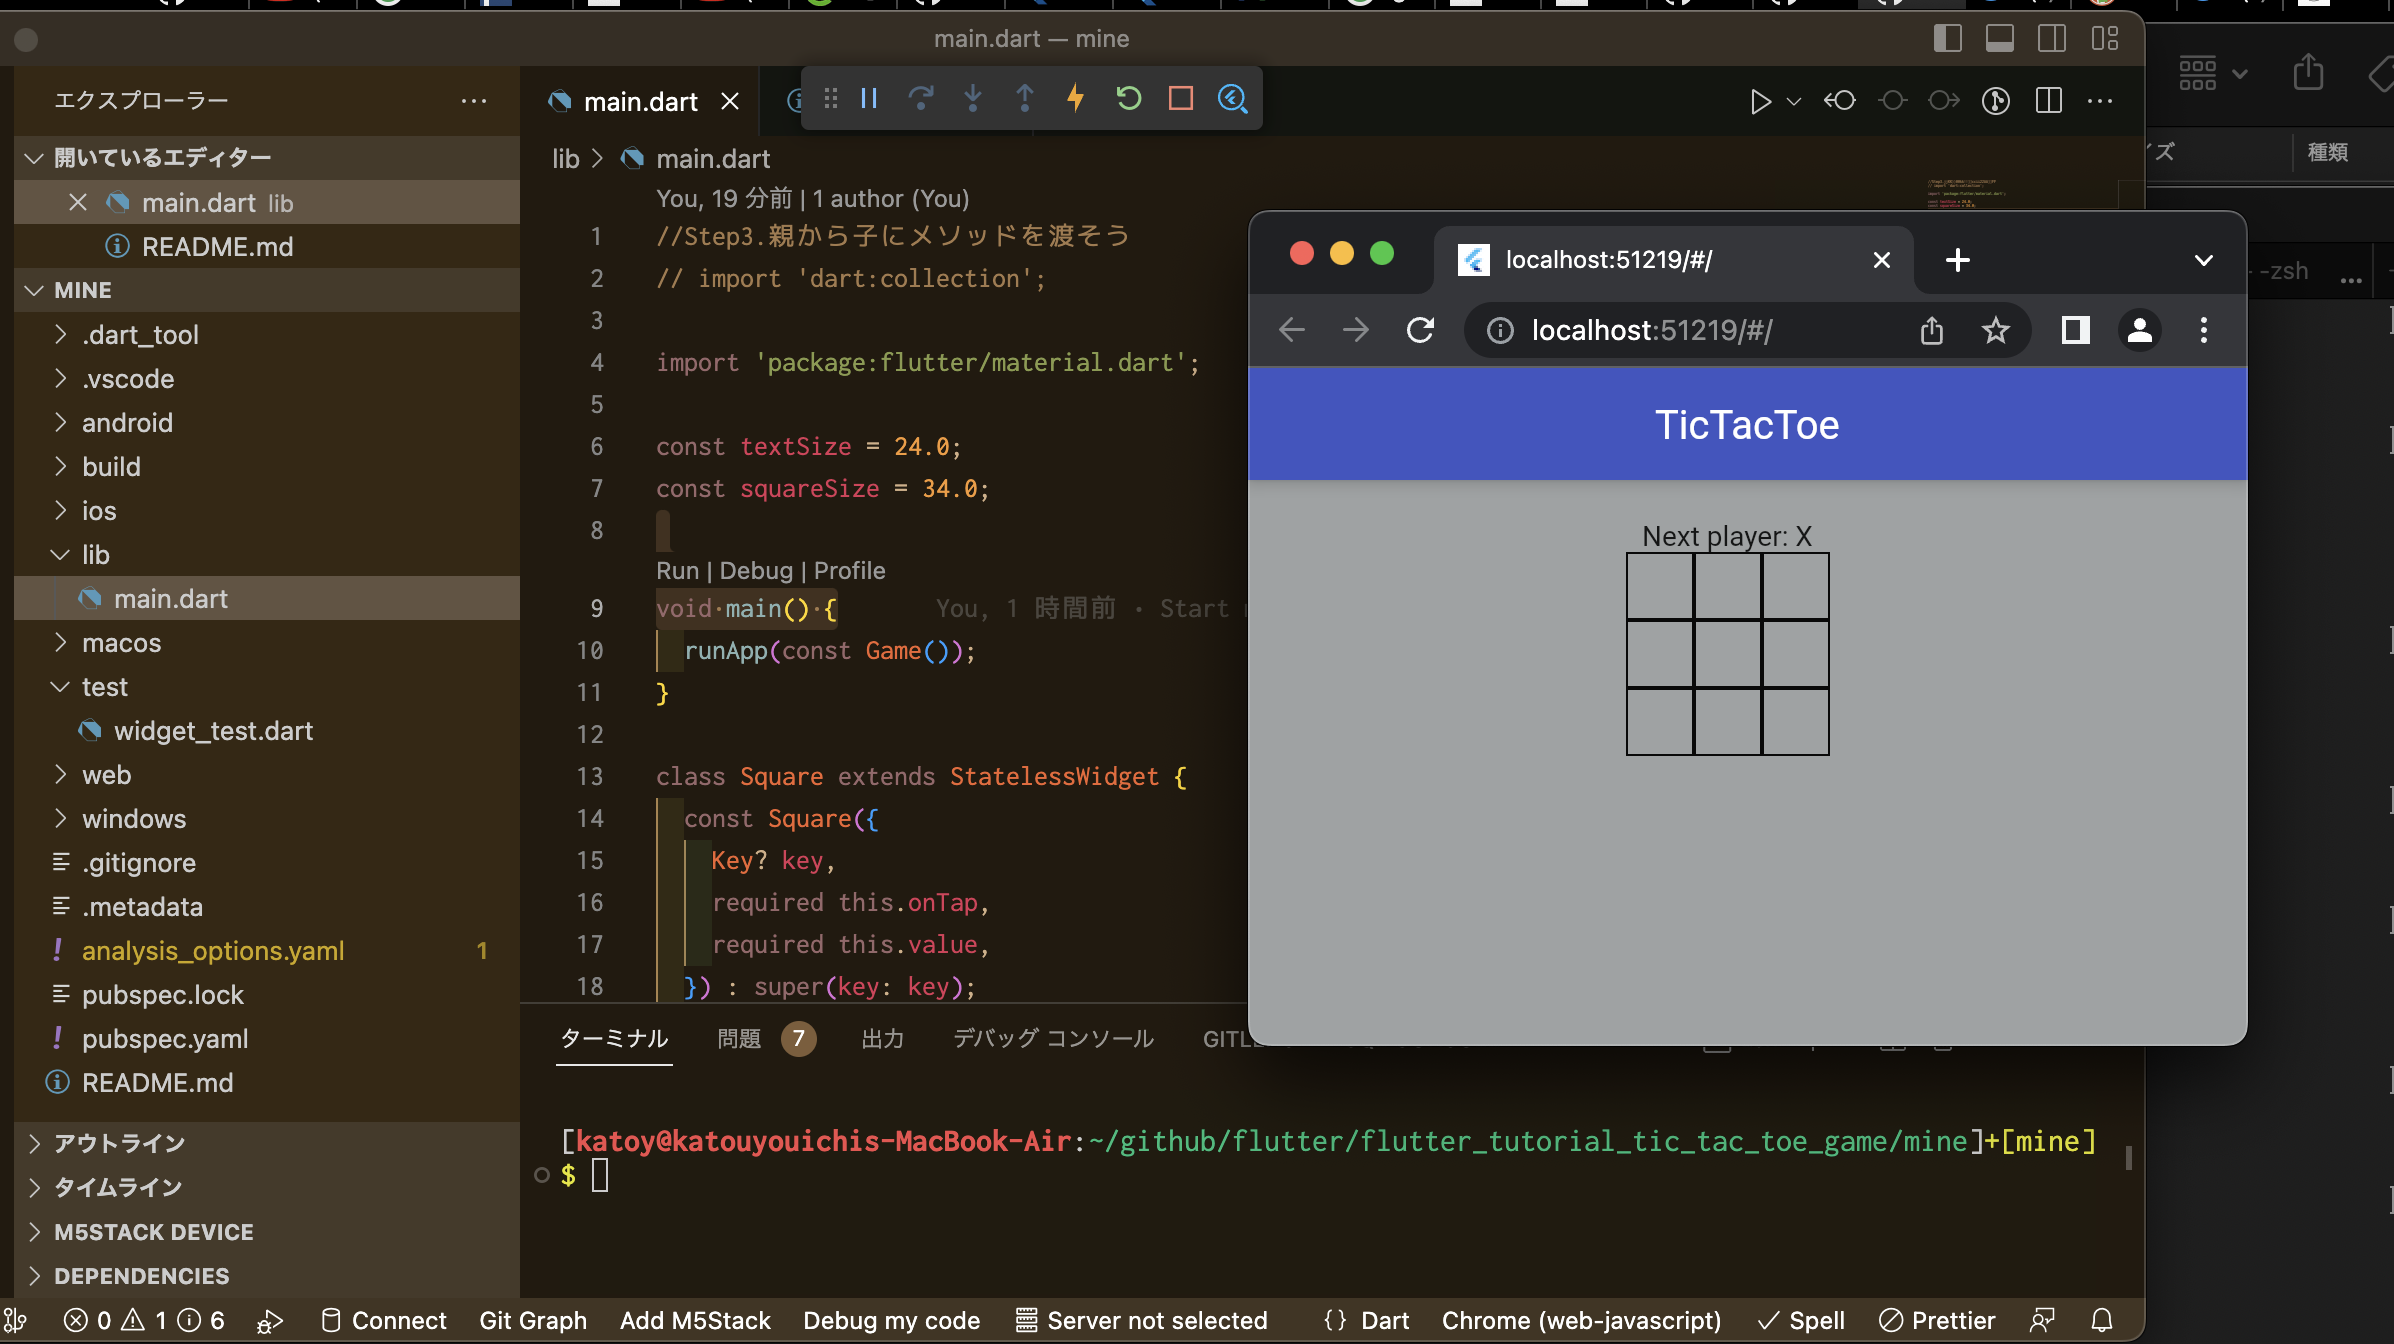 main.dart — mine
エクスプローラー
開いているエディター
main.dart lib
README.md
MINE
.dart_tool
.vscode
android
build
ios
lib
main.dart
macos
test
widget_test.dart
web
windows
.gitignore
.metadata
analysis_options.yaml 1
pubspec.lock
pubspec.yaml
README.md
アウトライン
タイムライン
M5STACK DEVICE
DEPENDENCIES
main.dart
lib > main.dart
You, 19 分前 | 1 author (You)
1 //Step3.親から子にメソッドを渡そう
2 // import 'dart:collection';
3
4 import 'package:flutter/material.dart';
5
6 const textSize = 24.0;
7 const squareSize = 34.0;
8
Run | Debug | Profile
9 void main() { You, 1 時間前 • Start
10 runApp(const Game());
11 }
12
13 class Square extends StatelessWidget {
14 const Square({
15 Key? key,
16 required this.onTap,
17 required this.value,
18 }) : super(key: key);
ターミナル 問題 7 出力 デバッグ コンソール
[katoy@katouyouichis-MacBook-Air:~/github/flutter/flutter_tutorial_tic_tac_toe_game/mine]+[mine]
$
0 1 6 Connect Git Graph Add M5Stack Debug my code Server not selected {} Dart Chrome (web-javascript) Spell Prettier
localhost:51219/#/
localhost:51219/#/
TicTacToe
Next player: X
種類
-zsh